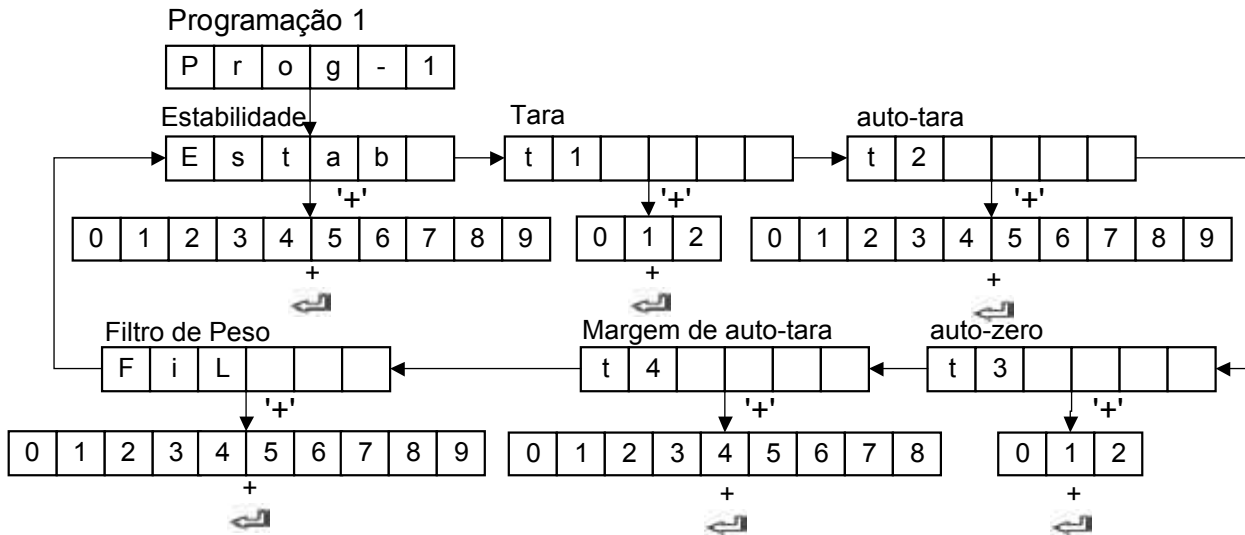 Programação 1
P r o g - 1
Estabilidade
Tara
auto-tara
E s t a b
t 1
t 2
'+'
'+'
'+'
0 1 2 3 4 5 6 7 8 9
0 1 2
0 1 2 3 4 5 6 7 8 9
+
+
+
Filtro de Peso
Margem de auto-tara
auto-zero
F i L
t 4
t 3
'+'
'+'
'+'
0 1 2 3 4 5 6 7 8 9
0 1 2 3 4 5 6 7 8
0 1 2
+
+
+